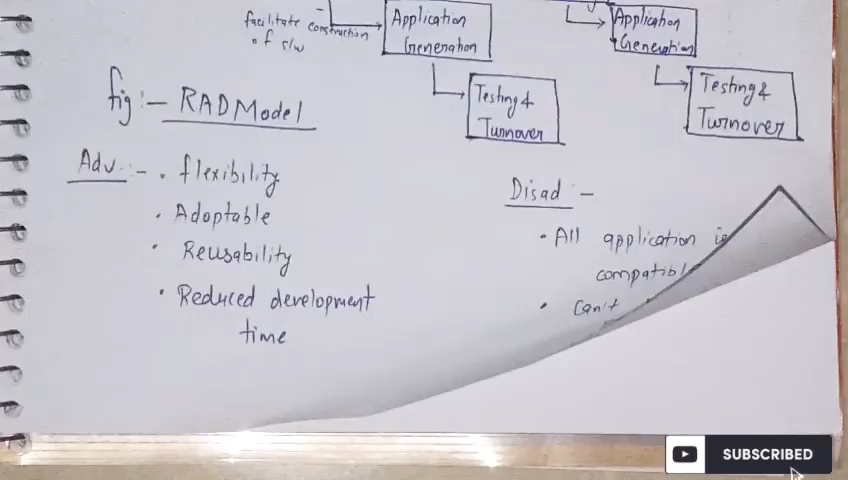 facilitate construction
of s/w
Application
Generation
Application
Generation
Testing &
Turnover
Testing &
Turnover
fig :- RAD Model
Adv. :- . flexibility
. Adoptable
. Reusability
. Reduced development
time
Disad :-
. All application is
compatibl
. Can't
SUBSCRIBED